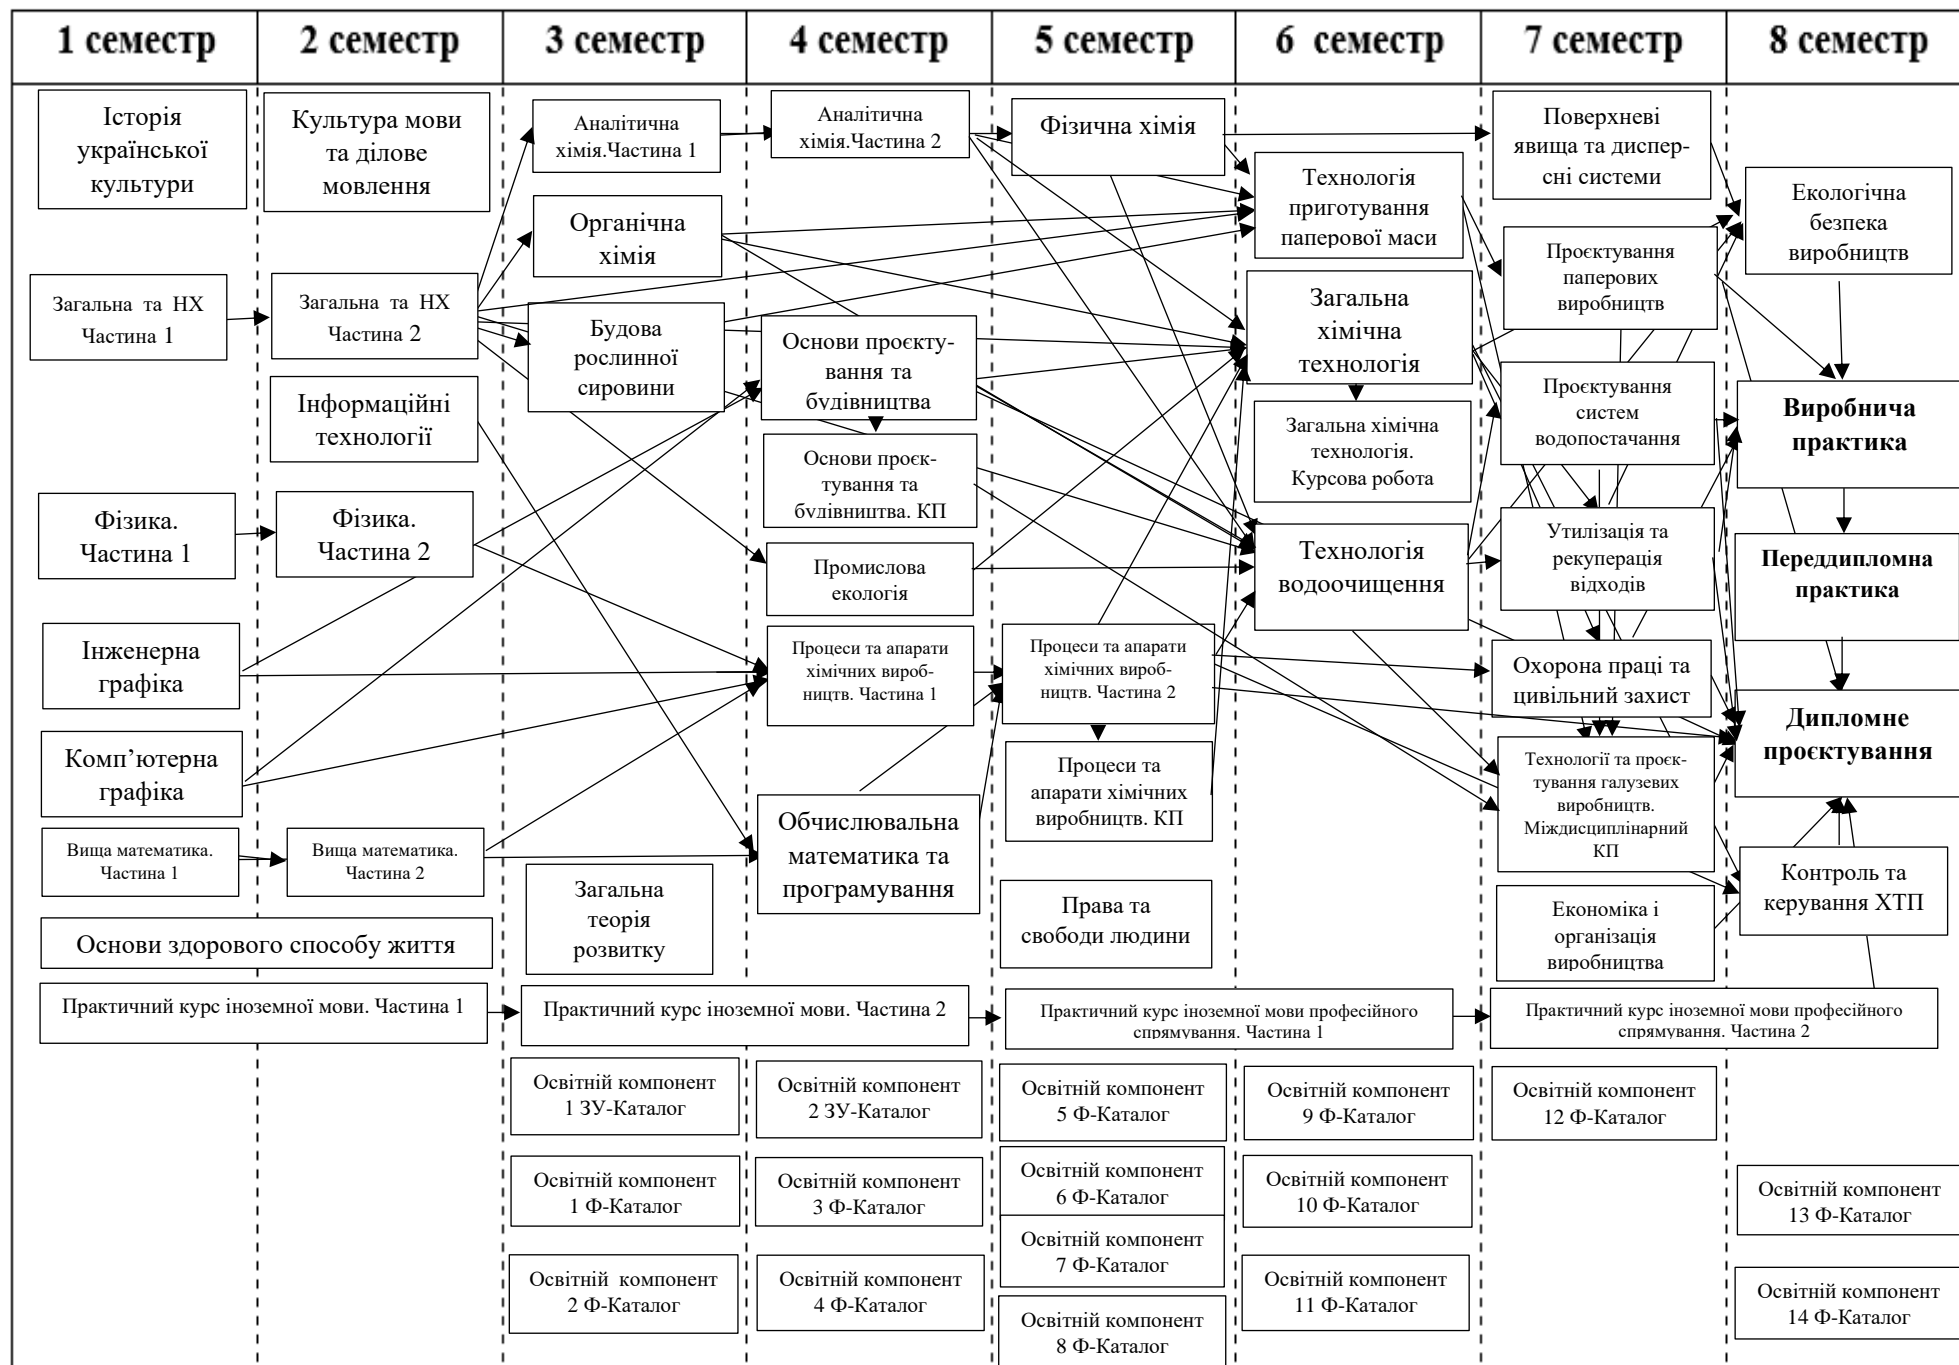 1 семестр
2 семестр
3 семестр
4 семестр
5 семестр
6 семестр
7 семестр
8 семестр
Історія
української
культури
Загальна та НХ
Частина 1
Фізика.
Частина 1
Інженерна
графіка
Комп’ютерна
графіка
Вища математика.
Частина 1
Культура мови
та ділове
мовлення
Загальна та НХ
Частина 2
Інформаційні
технології
Фізика.
Частина 2
Вища математика.
Частина 2
Основи здорового способу життя
Практичний курс іноземної мови. Частина 1
Аналітична
хімія.Частина 1
Органічна
хімія
Будова
рослинної
сировини
Загальна
теорія
розвитку
Практичний курс іноземної мови. Частина 2
Освітній компонент
1 ЗУ-Каталог
Освітній компонент
1 Ф-Каталог
Освітній компонент
2 Ф-Каталог
Аналітична
хімія.Частина 2
Основи проєкту-
вання та
будівництва
Основи проєк-
тування та
будівництва. КП
Промислова
екологія
Процеси та апарати
хімічних вироб-
ництв. Частина 1
Обчислювальна
математика та
програмування
Освітній компонент
2 ЗУ-Каталог
Освітній компонент
3 Ф-Каталог
Освітній компонент
4 Ф-Каталог
Фізична хімія
Процеси та апарати
хімічних вироб-
ництв. Частина 2
Процеси та
апарати хімічних
виробництв. КП
Права та
свободи людини
Практичний курс іноземної мови професійного
спрямування. Частина 1
Освітній компонент
5 Ф-Каталог
Освітній компонент
6 Ф-Каталог
Освітній компонент
7 Ф-Каталог
Освітній компонент
8 Ф-Каталог
Технологія
приготування
паперової маси
Загальна
хімічна
технологія
Загальна хімічна
технологія.
Курсова робота
Технологія
водоочищення
Освітній компонент
9 Ф-Каталог
Освітній компонент
10 Ф-Каталог
Освітній компонент
11 Ф-Каталог
Поверхневі
явища та диспер-
сні системи
Проєктування
паперових
виробництв
Проєктування
систем
водопостачання
Утилізація та
рекуперація
відходів
Охорона праці та
цивільний захист
Технології та проєк-
тування галузевих
виробництв.
Міждисциплінарний
КП
Економіка і
організація
виробництва
Практичний курс іноземної мови професійного
спрямування. Частина 2
Освітній компонент
12 Ф-Каталог
Екологічна
безпека
виробництв
Виробнича
практика
Переддипломна
практика
Дипломне
проєктування
Контроль та
керування ХТП
Освітній компонент
13 Ф-Каталог
Освітній компонент
14 Ф-Каталог